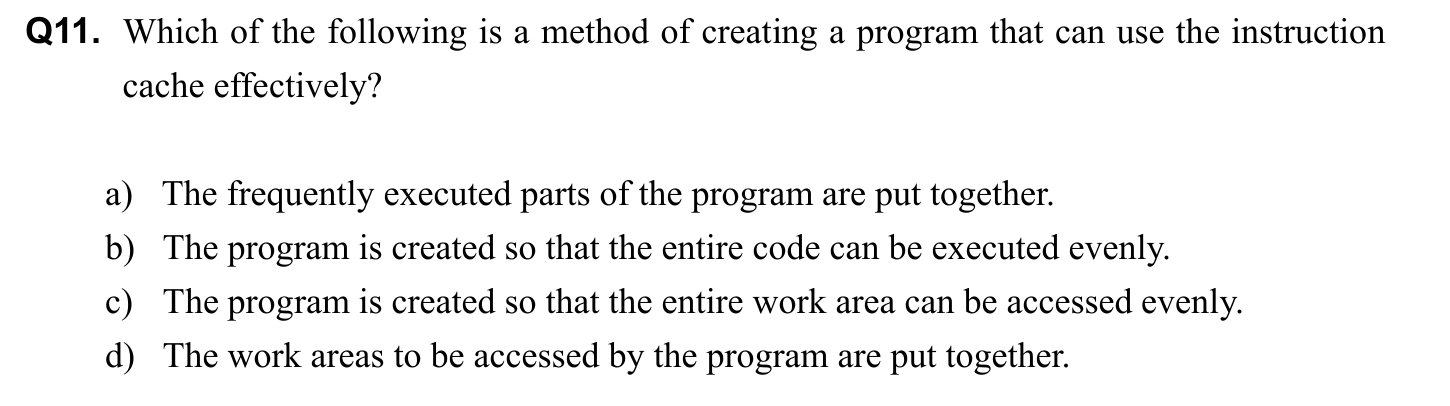 Q11. Which of the following is a method of creating a program that can use the instruction
cache effectively?
a) The frequently executed parts of the program are put together.
b) The program is created so that the entire code can be executed evenly.
c) The program is created so that the entire work area can be accessed evenly.
d) The work areas to be accessed by the program are put together.